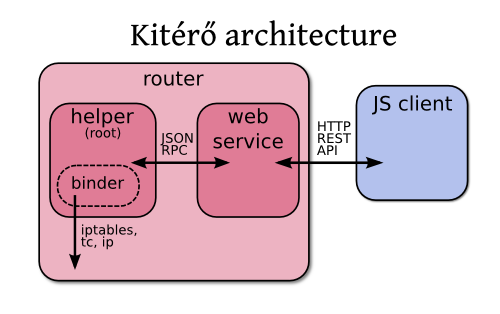 Kitérő architecture
router
helper
(root)
binder
iptables,
tc, ip
JSON
RPC
web
service
HTTP
REST
API
JS client